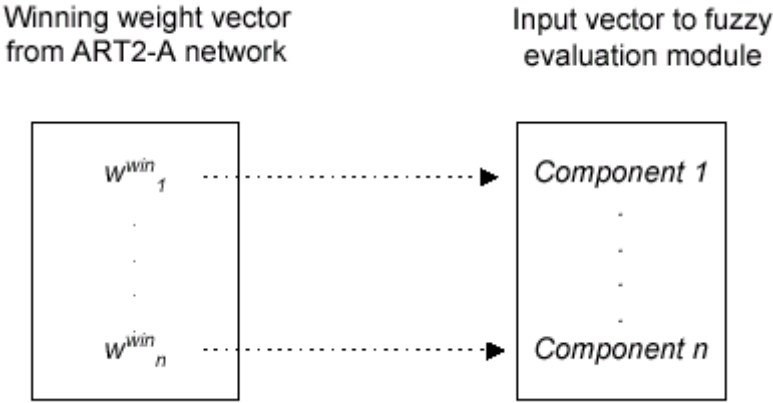 Winning weight vector
from ART2-A network
Input vector to fuzzy
evaluation module
w^win_1
Component 1
w^win_n
Component n